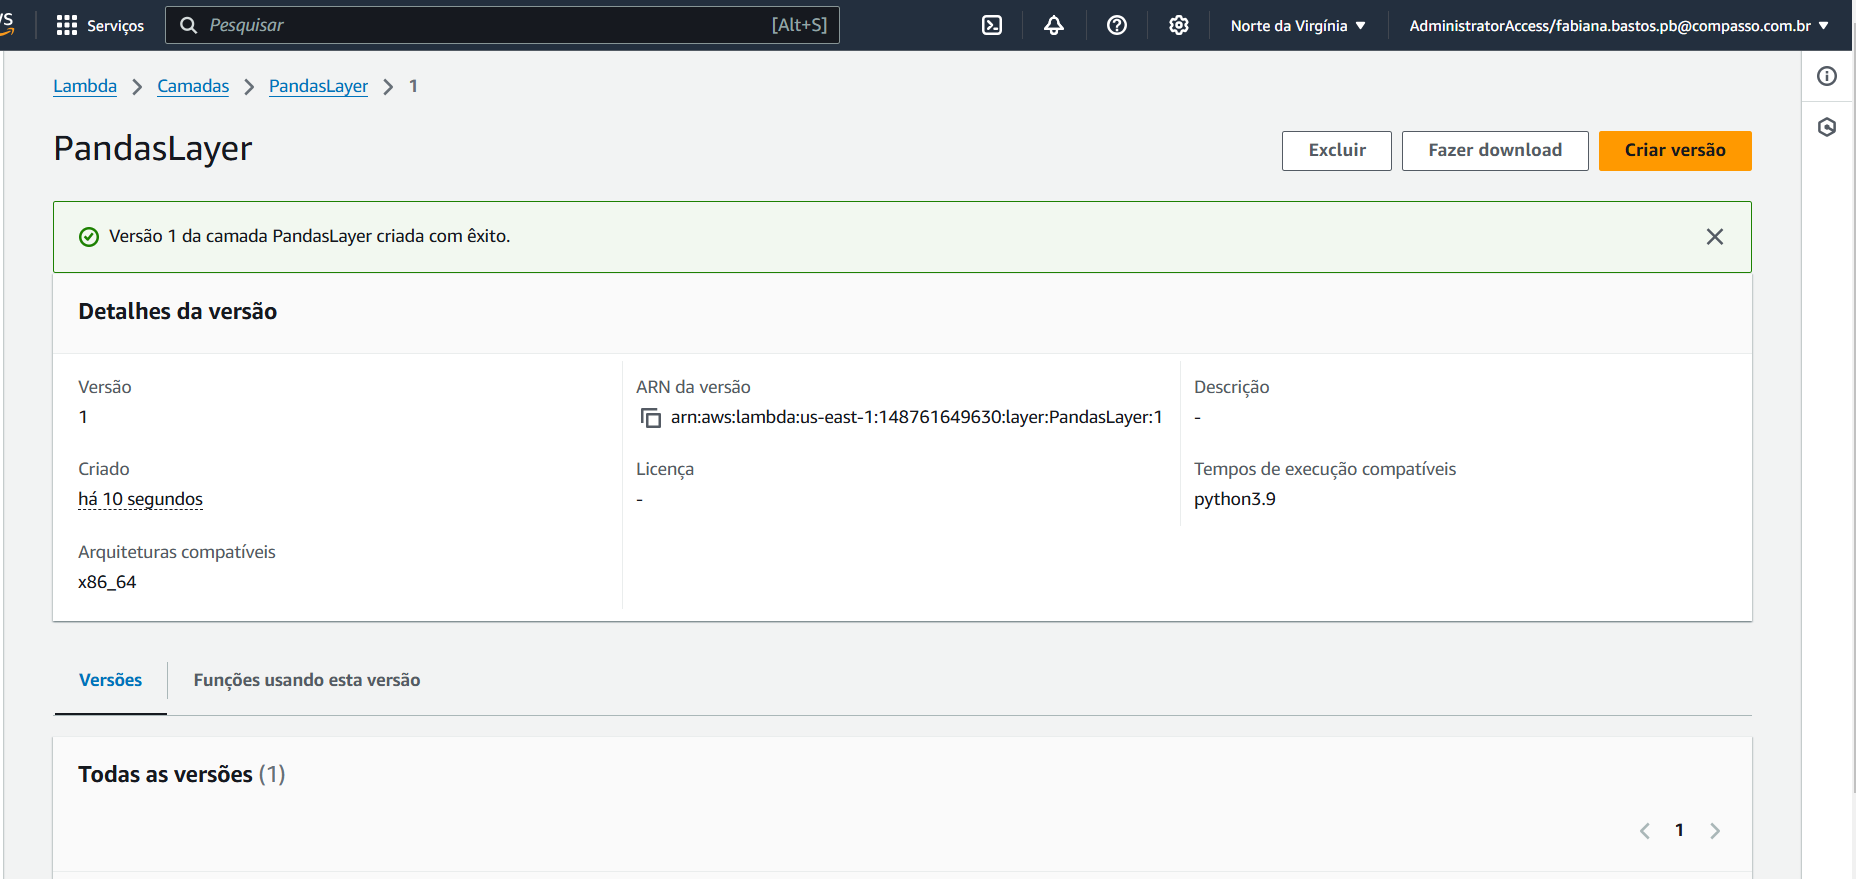 Serviços
Pesquisar
[Alt+S]
Norte da Virgínia
AdministratorAccess/fabiana.bastos.pb@compasso.com.br
Lambda
Camadas
PandasLayer
1
PandasLayer
Excluir
Fazer download
Criar versão
Versão 1 da camada PandasLayer criada com êxito.
Detalhes da versão
Versão
1
ARN da versão
arn:aws:lambda:us-east-1:148761649630:layer:PandasLayer:1
Descrição
-
Criado
há 10 segundos
Licença
-
Tempos de execução compatíveis
python3.9
Arquiteturas compatíveis
x86_64
Versões
Funções usando esta versão
Todas as versões (1)
1